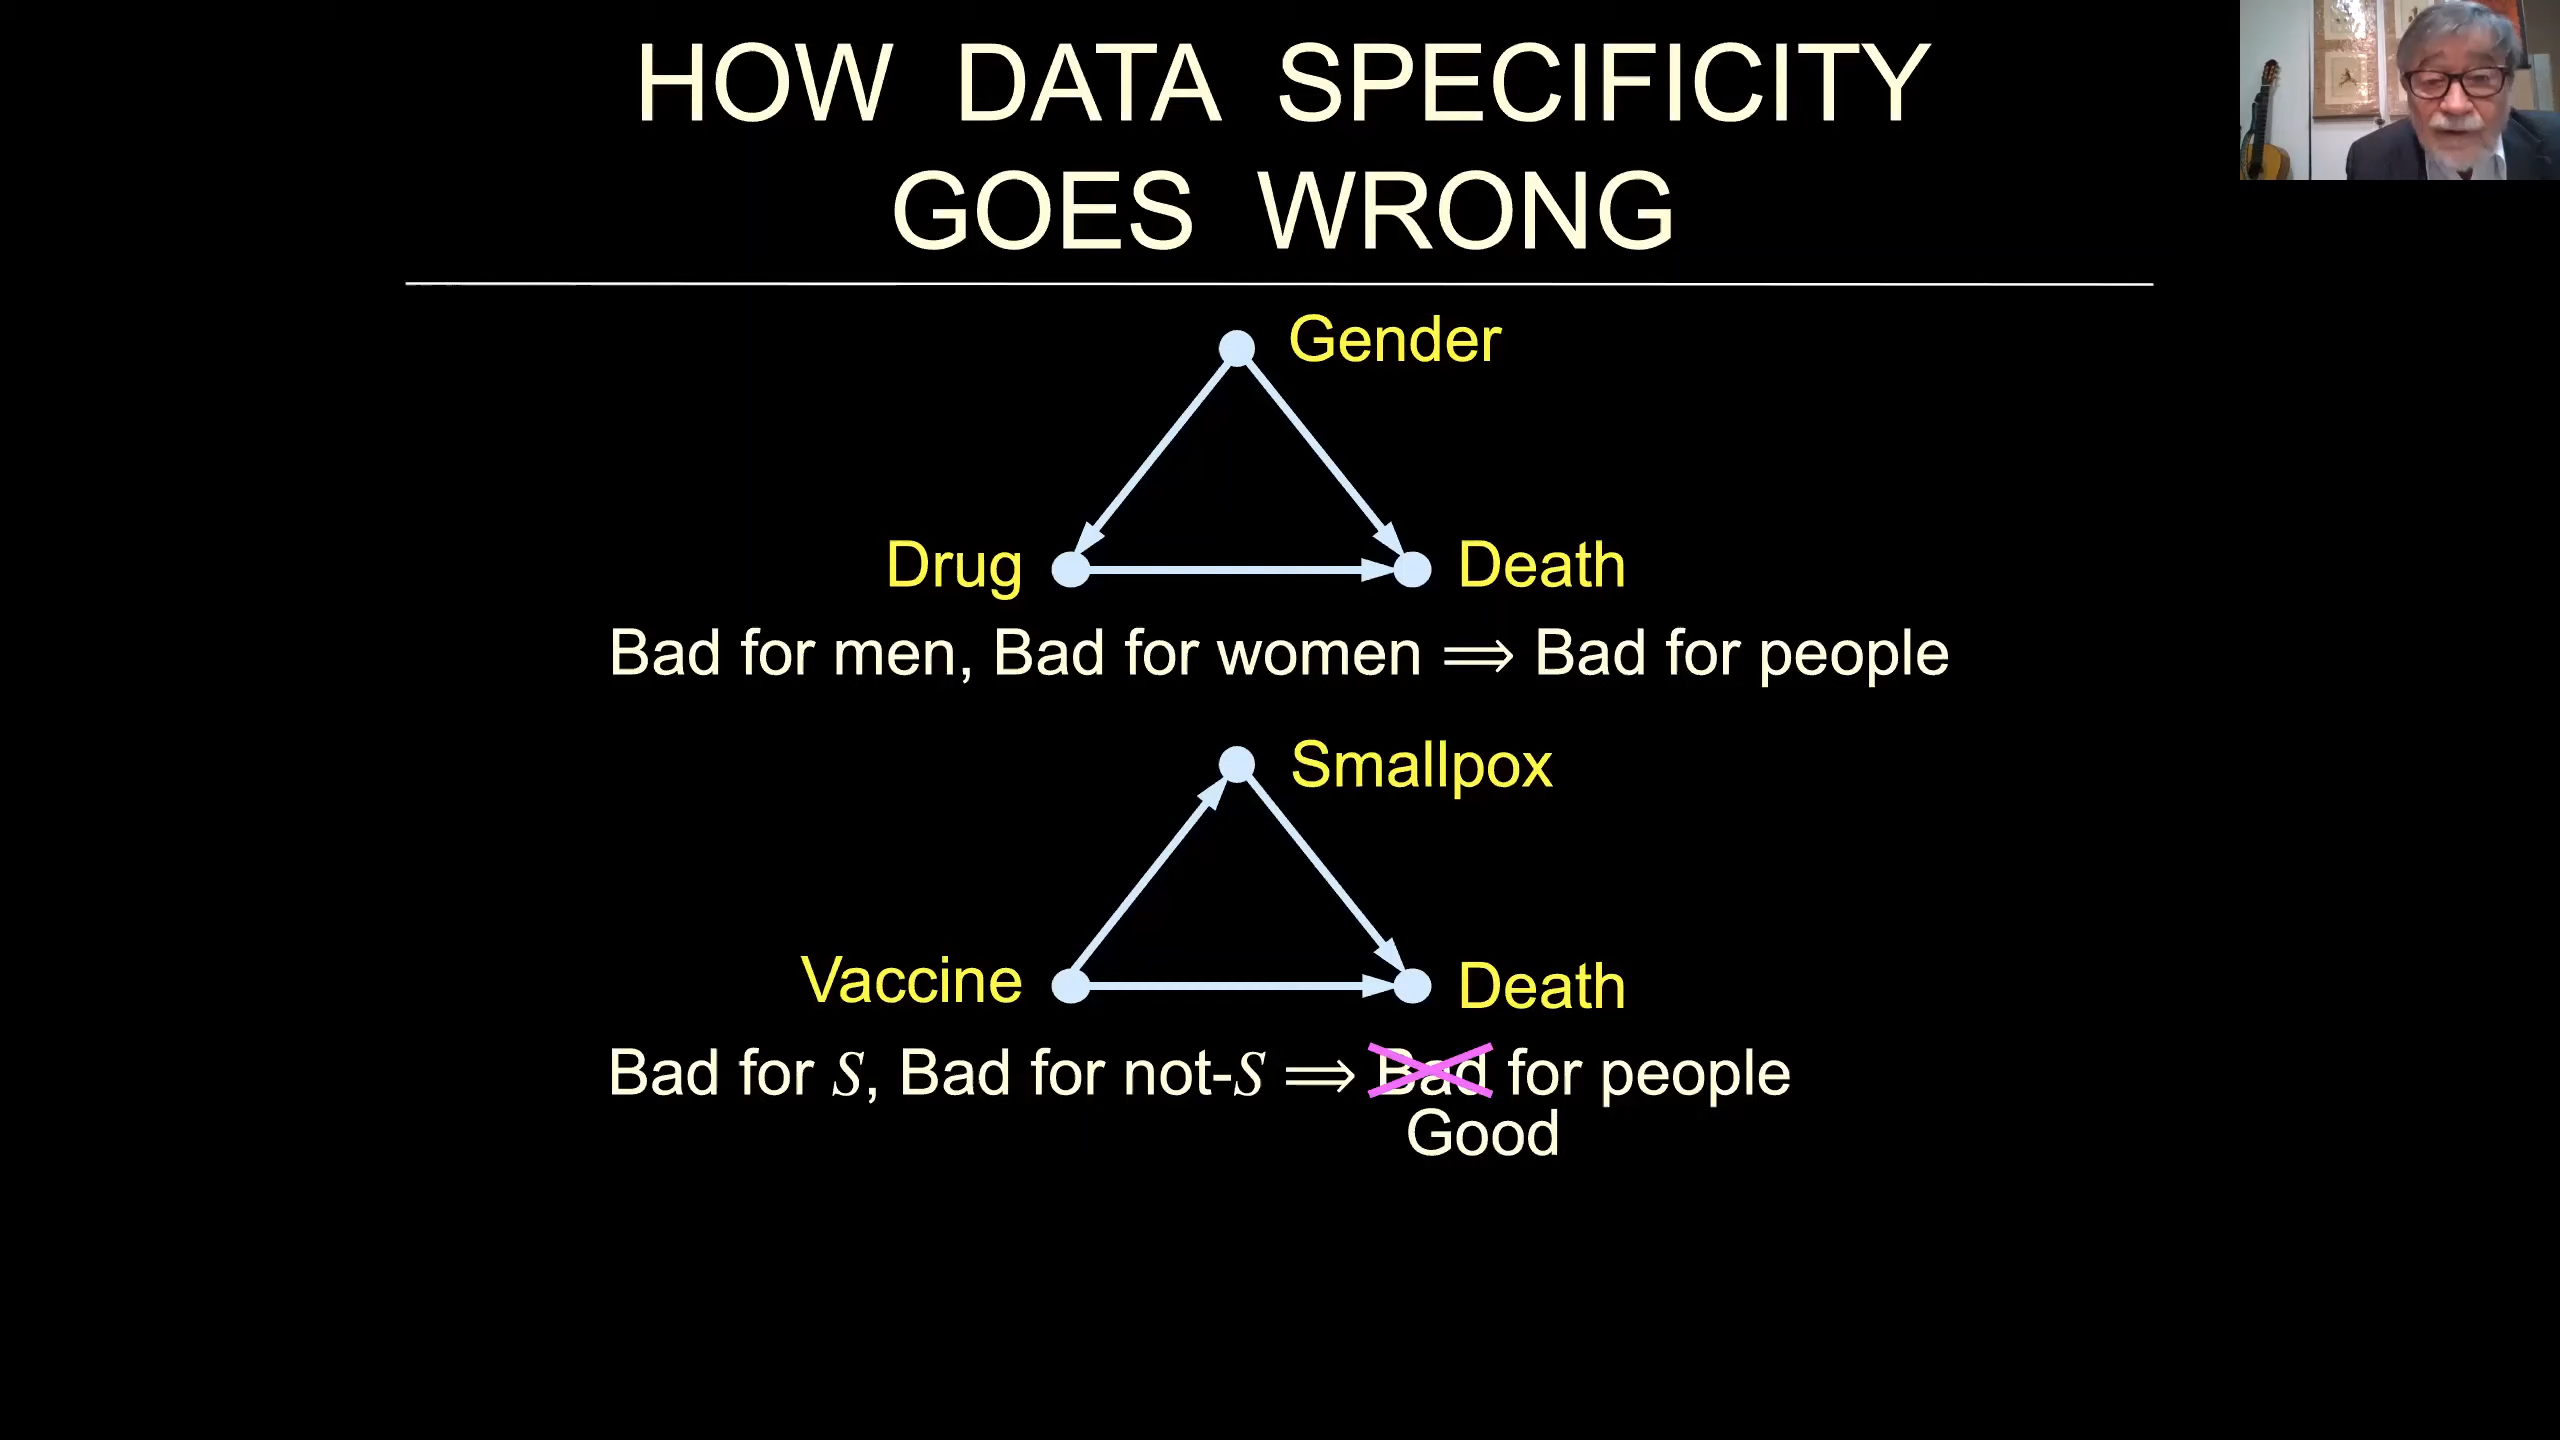 HOW DATA SPECIFICITY
GOES WRONG
Gender
Drug
Death
Bad for men, Bad for women ⟹ Bad for people
Smallpox
Vaccine
Death
Bad for S, Bad for not-S ⟹ Bad for people
Good